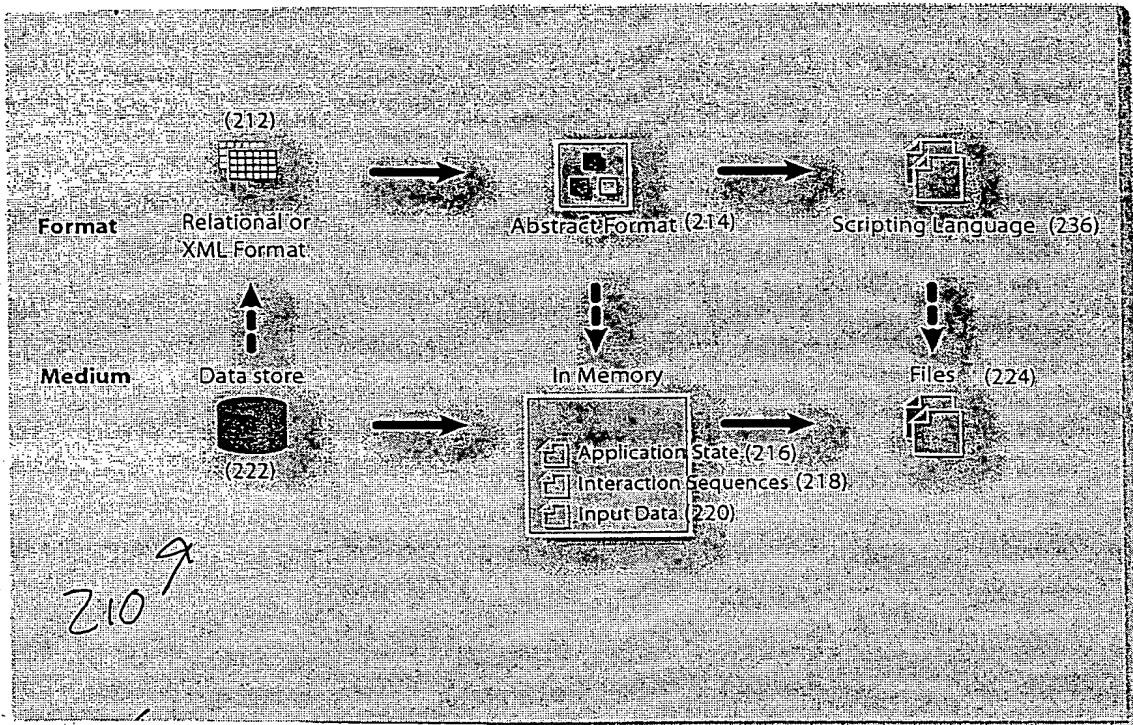 (212)
Format
Relational or
XML Format
Abstract Format (214)
Scripting Language (236)
Medium
Data store
(222)
In Memory
Application State (216)
Interaction Sequences (218)
Input Data (220)
Files (224)
210